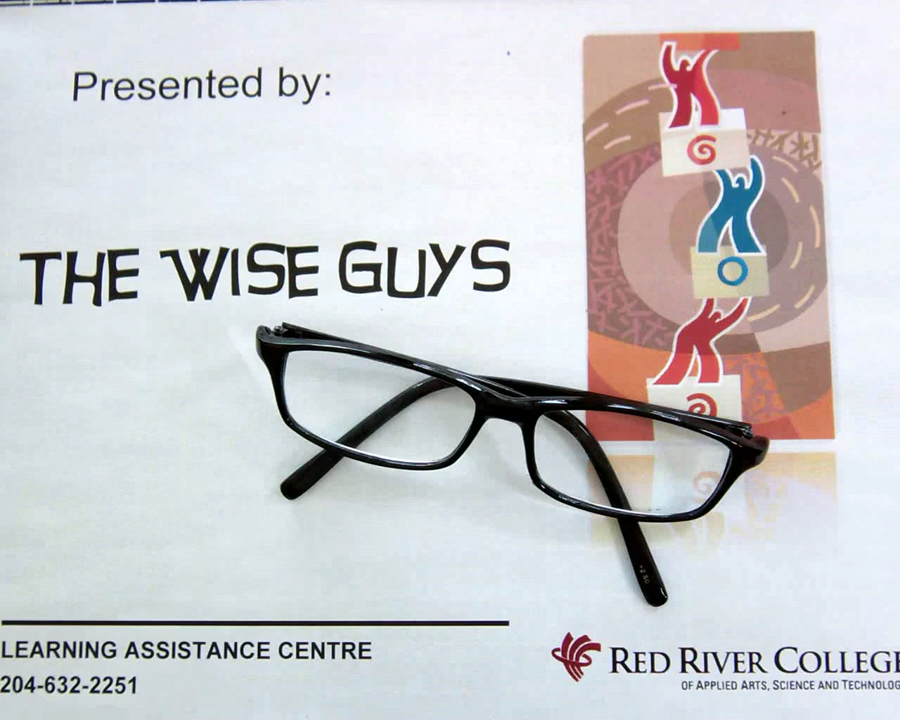 Presented by:
THE WISE GUYS
LEARNING ASSISTANCE CENTRE
204-632-2251
RED RIVER COLLEGE
OF APPLIED ARTS, SCIENCE AND TECHNOLOG